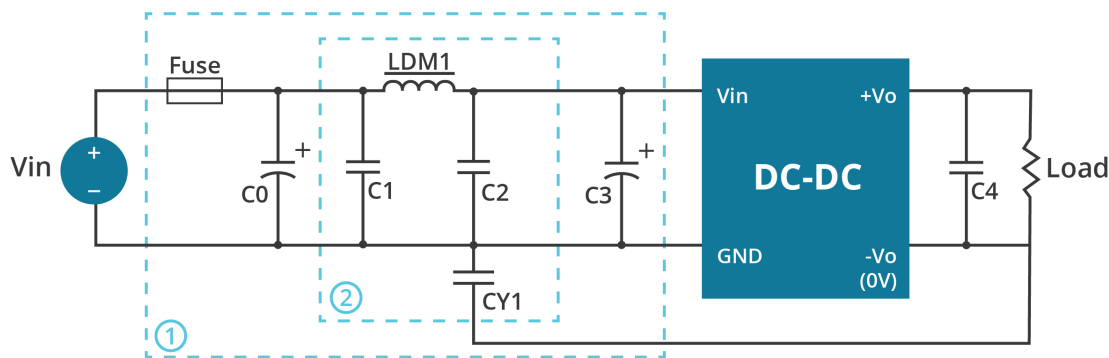 Fuse
LDM1
Vin
+
−
C0
+
C1
C2
C3
+
CY1
①
②
Vin
+Vo
DC-DC
GND
-Vo
(0V)
C4
Load